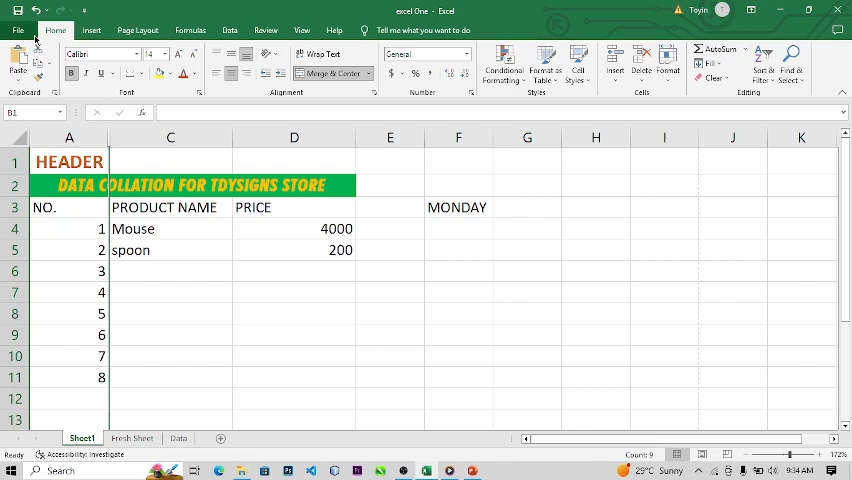 excel One - Excel
Toyin T
File Home Insert Page Layout Formulas Data Review View Help Tell me what you want to do
Calibri 14
Wrap Text
General
AutoSum
Paste
B I U
Merge & Center
$ % ,
Conditional Formatting
Format as Table
Cell Styles
Insert Delete Format
Fill
Clear
Sort & Filter
Find & Select
Clipboard Font Alignment Number Styles Cells Editing
B1
A C D E F G H I J K
1 HEADER
2 DATA COLLATION FOR TDYSIGNS STORE
3 NO. PRODUCT NAME PRICE MONDAY
4 1 Mouse 4000
5 2 spoon 200
6 3
7 4
8 5
9 6
10 7
11 8
12
13
Sheet1 Fresh Sheet Data
Accessibility: Investigate Count: 9 172%
Search 29°C Sunny 9:34 AM